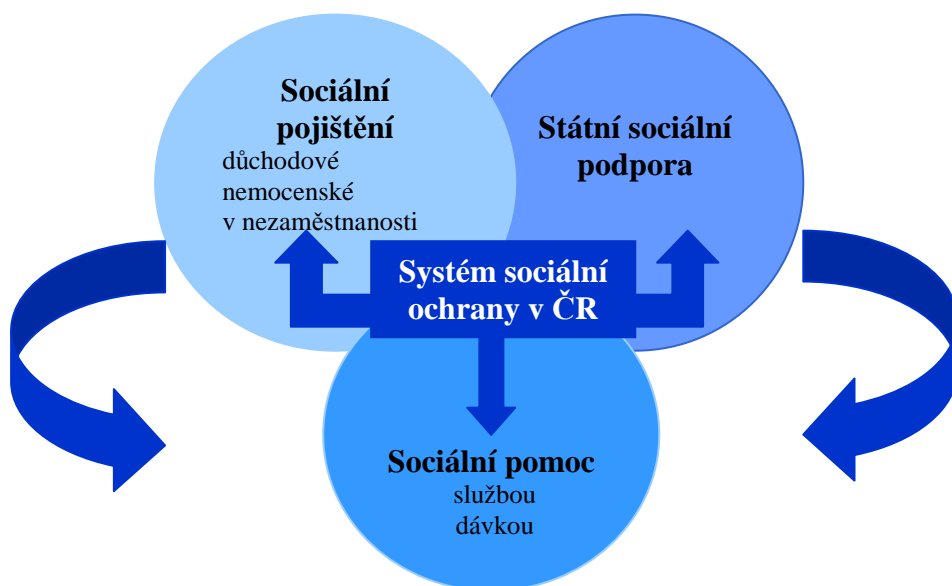 Sociální
pojištění
důchodové
nemocenské
v nezaměstnanosti
Státní sociální
podpora
Systém sociální
ochrany v ČR
Sociální pomoc
službou
dávkou